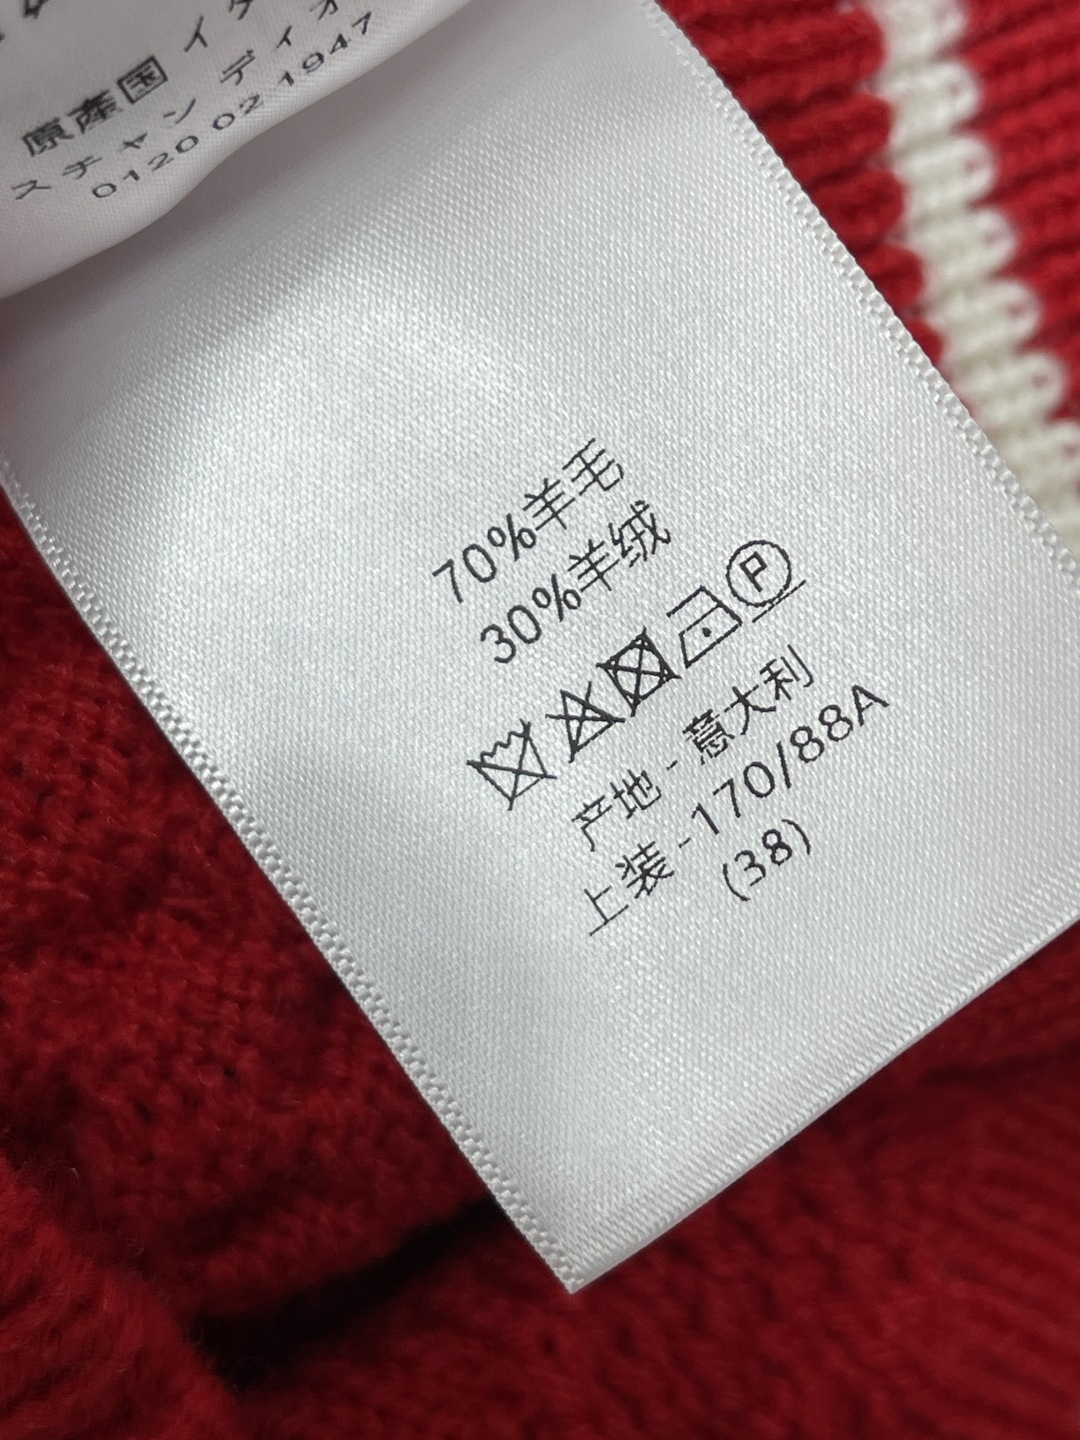 原産国 イタ
スチャン ディオ
0120 02 1947
70%羊毛
30%羊绒
P
产地 - 意大利
上装 - 170/88A
(38)